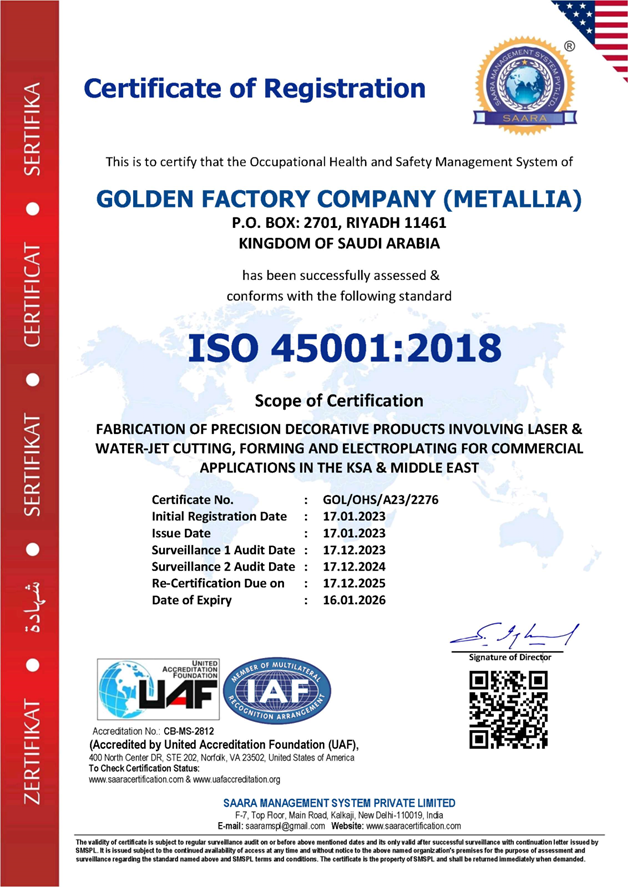 Certificate of Registration
SAARA MANAGEMENT SYSTEM PVT. LTD.
SAARA
®
This is to certify that the Occupational Health and Safety Management System of
GOLDEN FACTORY COMPANY (METALLIA)
P.O. BOX: 2701, RIYADH 11461
KINGDOM OF SAUDI ARABIA
has been successfully assessed &
conforms with the following standard
ISO 45001:2018
Scope of Certification
FABRICATION OF PRECISION DECORATIVE PRODUCTS INVOLVING LASER &
WATER-JET CUTTING, FORMING AND ELECTROPLATING FOR COMMERCIAL
APPLICATIONS IN THE KSA & MIDDLE EAST
Certificate No. : GOL/OHS/A23/2276
Initial Registration Date : 17.01.2023
Issue Date : 17.01.2023
Surveillance 1 Audit Date : 17.12.2023
Surveillance 2 Audit Date : 17.12.2024
Re-Certification Due on : 17.12.2025
Date of Expiry : 16.01.2026
Signature of Director
UNITED
ACCREDITATION
FOUNDATION
UAF
MEMBER OF MULTILATERAL
IAF
RECOGNITION ARRANGEMENT
Accreditation No.: CB-MS-2812
(Accredited by United Accreditation Foundation (UAF),
400 North Center DR, STE 202, Norfolk, VA 23502, United States of America
To Check Certification Status:
www.saaracertification.com & www.uafaccreditation.org
SAARA MANAGEMENT SYSTEM PRIVATE LIMITED
F-7, Top Floor, Main Road, Kalkaji, New Delhi-110019, India
E-mail: saaramspl@gmail.com Website: www.saaracertification.com
The validity of certificate is subject to regular surveillance audit on or before above mentioned dates and its only valid after successful surveillance with continuation letter issued by
SMSPL. It is issued subject to the continued availability of access at any time and without notice to the above named organization's premises for the purpose of assessment and
surveillance regarding the standard named above and SMSPL terms and conditions. The certificate is the property of SMSPL and shall be returned immediately when demanded.
ZERTIFIKAT • شهادة • SERTIFIKAT • CERTIFICAT • SERTIFIKA